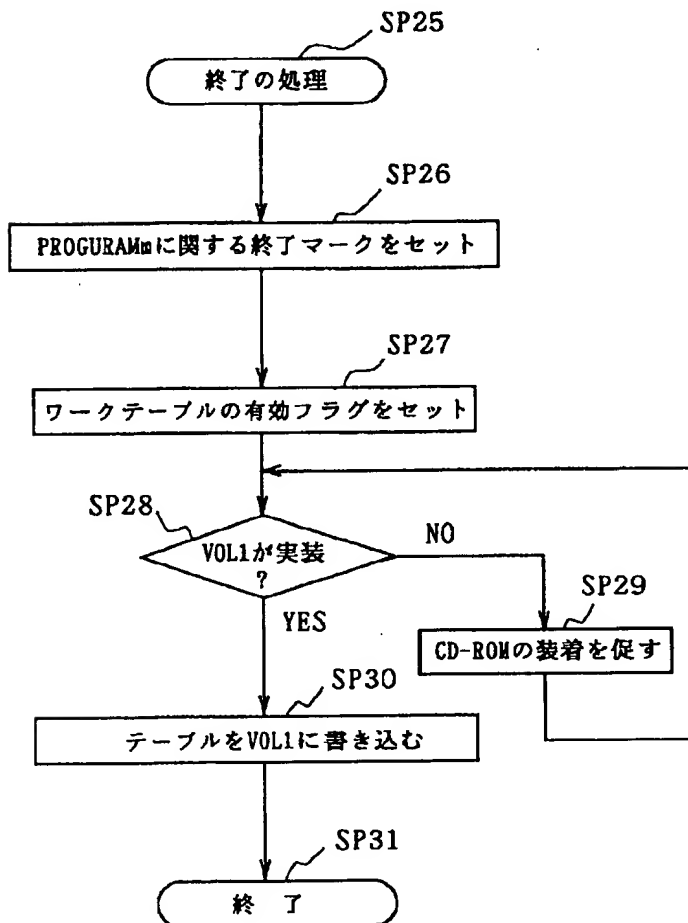 SP25
終了の処理
SP26
PROGURAMmに関する終了マークをセット
SP27
ワークテーブルの有効フラグをセット
SP28
VOL1が実装
?
NO
YES
SP29
CD-ROMの装着を促す
SP30
テーブルをVOL1に書き込む
SP31
終 了